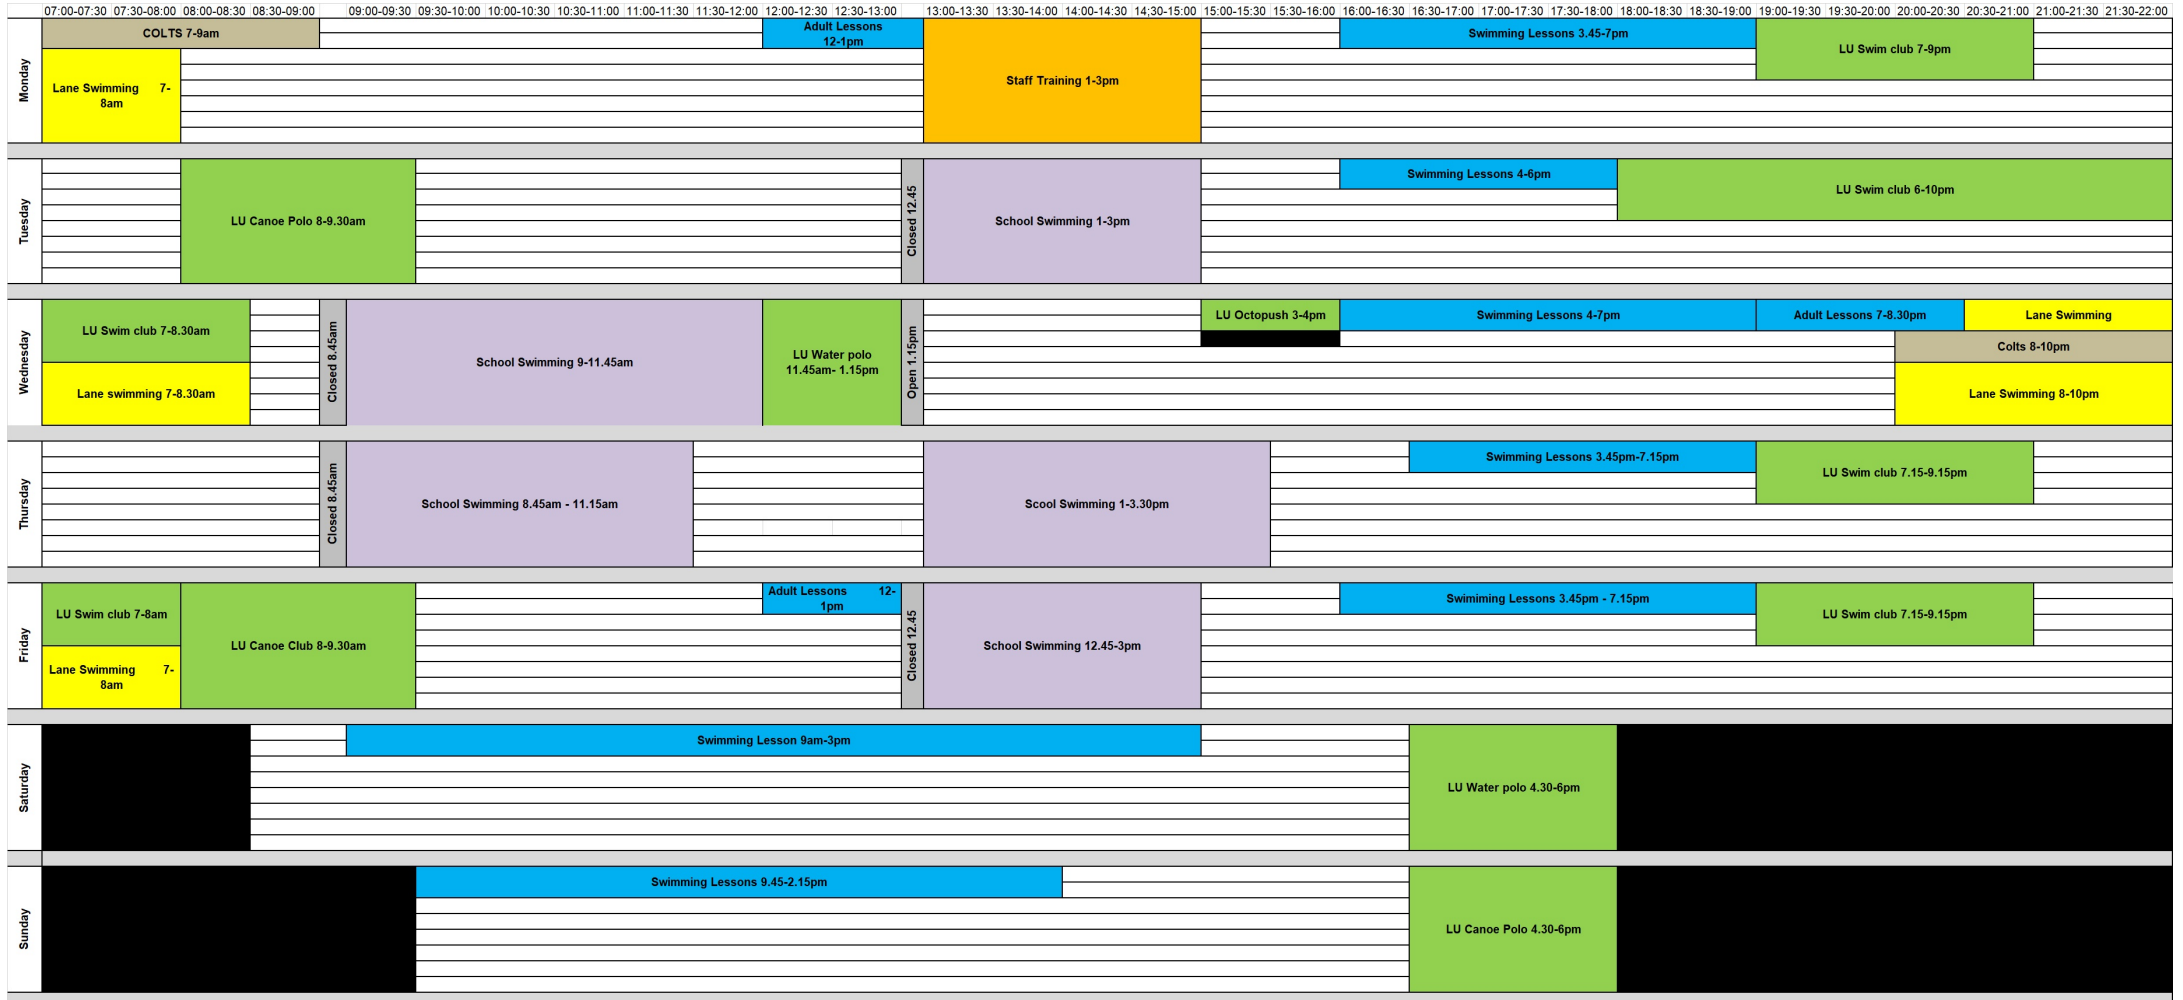 07:00-07:30 07:30-08:00 08:00-08:30 08:30-09:00 09:00-09:30 09:30-10:00 10:00-10:30 10:30-11:00 11:00-11:30 11:30-12:00 12:00-12:30 12:30-13:00 13:00-13:30 13:30-14:00 14:00-14:30 14:30-15:00 15:00-15:30 15:30-16:00 16:00-16:30 16:30-17:00 17:00-17:30 17:30-18:00 18:00-18:30 18:30-19:00 19:00-19:30 19:30-20:00 20:00-20:30 20:30-21:00 21:00-21:30 21:30-22:00
Monday
COLTS 7-9am
Lane Swimming 7-
8am
Adult Lessons
12-1pm
Staff Training 1-3pm
Swimming Lessons 3.45-7pm
LU Swim club 7-9pm
Tuesday
LU Canoe Polo 8-9.30am
Closed 12.45
School Swimming 1-3pm
Swimming Lessons 4-6pm
LU Swim club 6-10pm
Wednesday
LU Swim club 7-8.30am
Lane swimming 7-8.30am
Closed 8.45am
School Swimming 9-11.45am
LU Water polo
11.45am- 1.15pm
Open 1.15pm
LU Octopush 3-4pm
Swimming Lessons 4-7pm
Adult Lessons 7-8.30pm
Lane Swimming
Colts 8-10pm
Lane Swimming 8-10pm
Thursday
Closed 8.45am
School Swimming 8.45am - 11.15am
Scool Swimming 1-3.30pm
Swimming Lessons 3.45pm-7.15pm
LU Swim club 7.15-9.15pm
Friday
LU Swim club 7-8am
Lane Swimming 7-
8am
LU Canoe Club 8-9.30am
Adult Lessons 12-
1pm
Closed 12.45
School Swimming 12.45-3pm
Swimiming Lessons 3.45pm - 7.15pm
LU Swim club 7.15-9.15pm
Saturday
Swimming Lesson 9am-3pm
LU Water polo 4.30-6pm
Sunday
Swimming Lessons 9.45-2.15pm
LU Canoe Polo 4.30-6pm